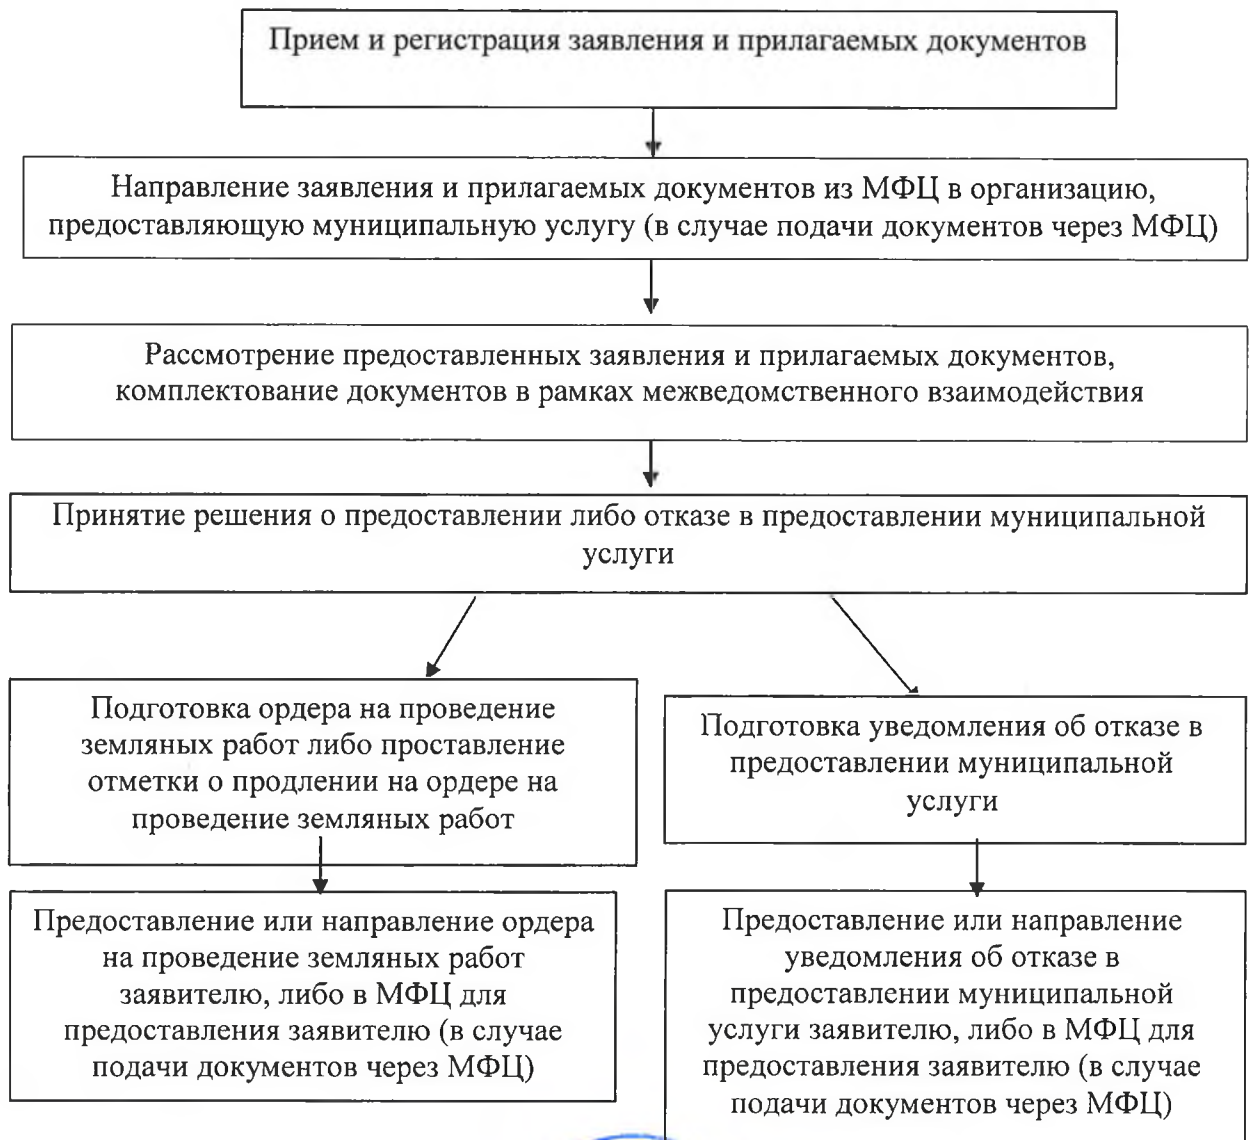 Прием и регистрация заявления и прилагаемых документов
Направление заявления и прилагаемых документов из МФЦ в организацию,
предоставляющую муниципальную услугу (в случае подачи документов через МФЦ)
Рассмотрение предоставленных заявления и прилагаемых документов,
комплектование документов в рамках межведомственного взаимодействия
Принятие решения о предоставлении либо отказе в предоставлении муниципальной
услуги
Подготовка ордера на проведение
земляных работ либо проставление
отметки о продлении на ордере на
проведение земляных работ
Подготовка уведомления об отказе в
предоставлении муниципальной
услуги
Предоставление или направление ордера
на проведение земляных работ
заявителю, либо в МФЦ для
предоставления заявителю (в случае
подачи документов через МФЦ)
Предоставление или направление
уведомления об отказе в
предоставлении муниципальной
услуги заявителю, либо в МФЦ для
предоставления заявителю (в случае
подачи документов через МФЦ)